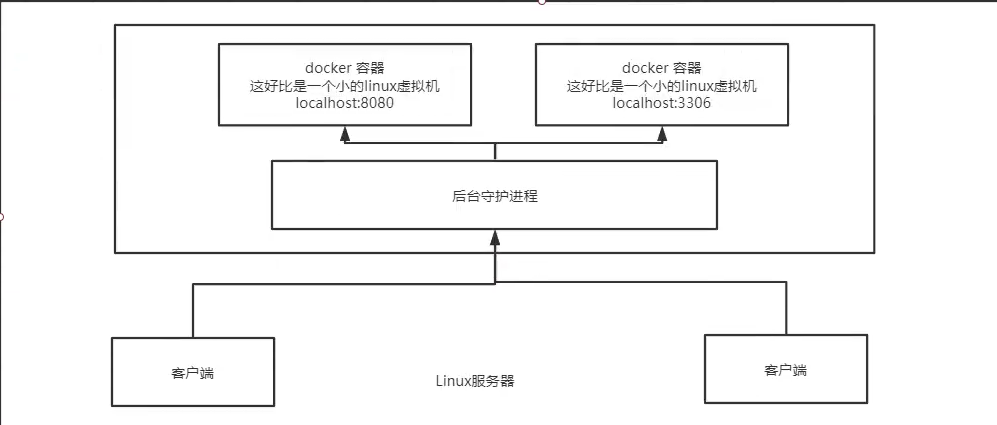 docker 容器
这好比是一个小的linux虚拟机
localhost:8080
docker 容器
这好比是一个小的linux虚拟机
localhost:3306
后台守护进程
客户端
Linux服务器
客户端